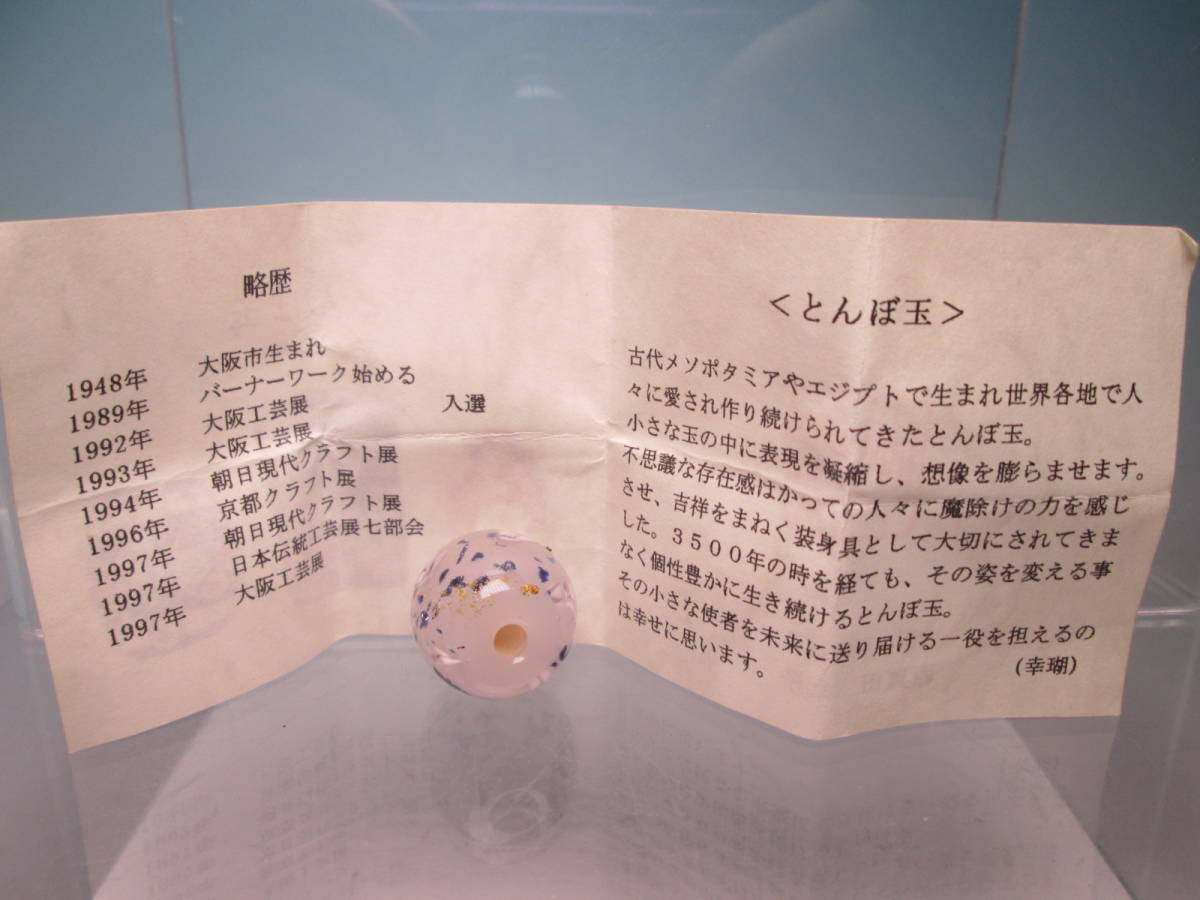 略歴
1948年 大阪市生まれ
1989年 バーナーワーク始める
1992年 大阪工芸展 入選
1993年 大阪工芸展
1994年 朝日現代クラフト展
1996年 京都クラフト展
1997年 朝日現代クラフト展
1997年 日本伝統工芸展七部会
1997年 大阪工芸展
＜とんぼ玉＞
古代メソポタミアやエジプトで生まれ世界各地で人
々に愛され作り続けられてきたとんぼ玉。
小さな玉の中に表現を凝縮し、想像を膨らませます。
不思議な存在感はかっての人々に魔除けの力を感じ
させ、吉祥をまねく装身具として大切にされてきま
した。３５００年の時を経ても、その姿を変える事
なく個性豊かに生き続けるとんぼ玉。
その小さな使者を未来に送り届ける一役を担えるの
は幸せに思います。
（幸瑚）